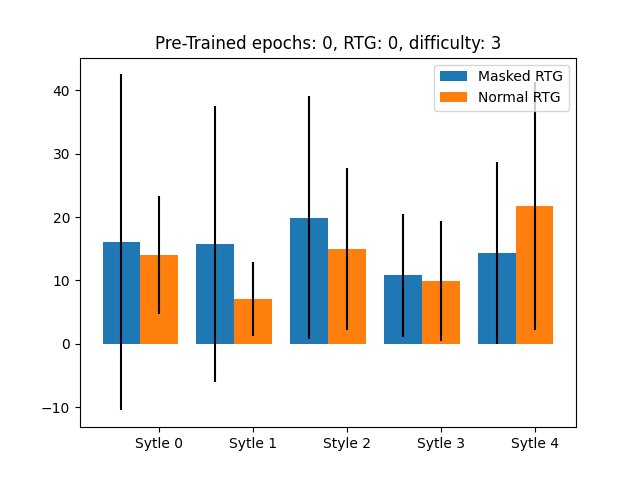 Pre-Trained epochs: 0, RTG: 0, difficulty: 3
Masked RTG
Normal RTG
40
30
20
10
0
−10
Sytle 0
Sytle 1
Style 2
Sytle 3
Sytle 4